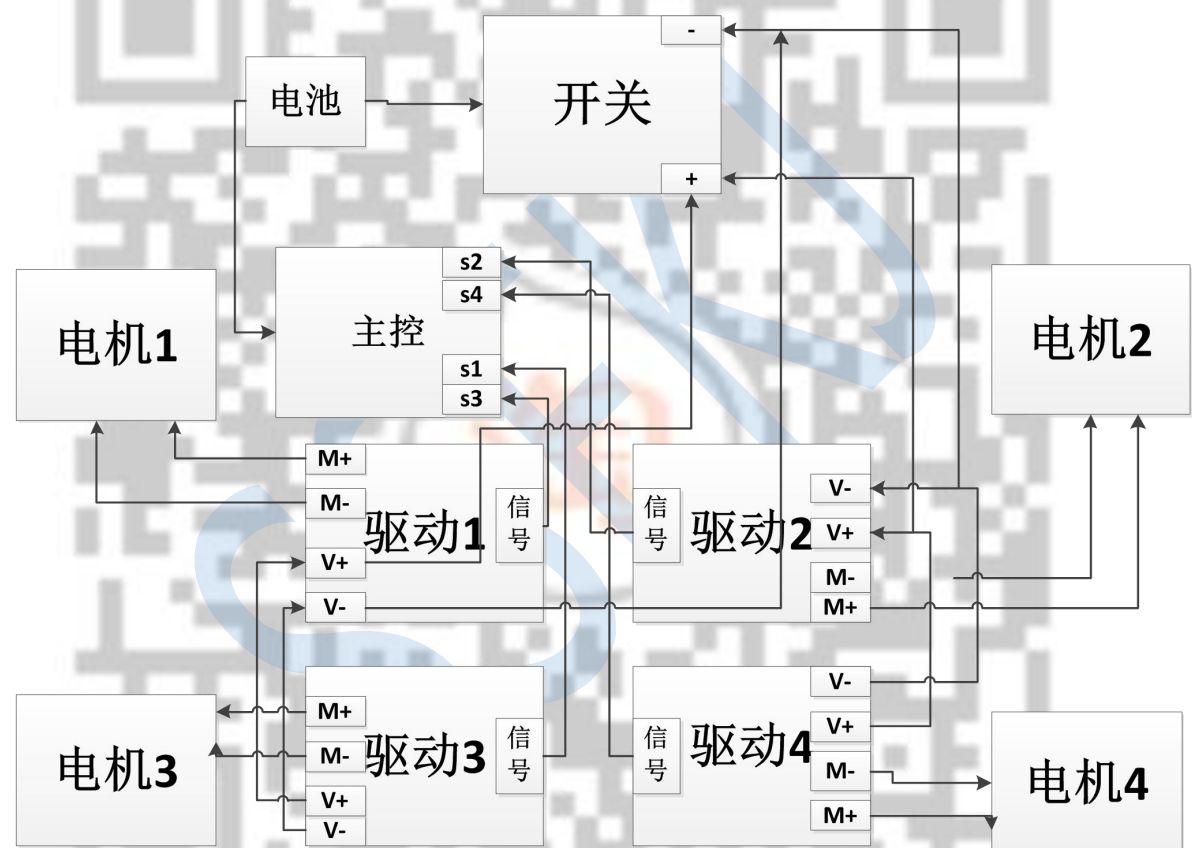 -
电池
开关
+
s2
s4
主控
s1
s3
电机1
电机2
M+
M-
驱动1
信号
V+
V-
信号
驱动2
V-
V+
M-
M+
M+
M-
驱动3
信号
V+
V-
信号
驱动4
V-
V+
M-
M+
电机3
电机4